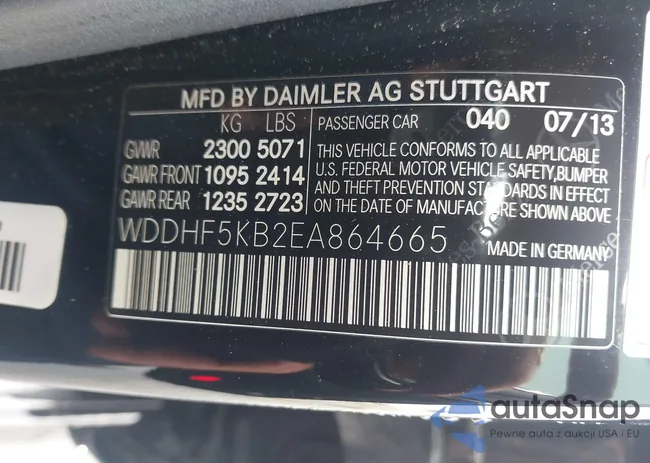 MFD BY DAIMLER AG STUTTGART
KG LBS PASSENGER CAR 040 07/13
GVWR 2300 5071
GAWR FRONT 1095 2414
GAWR REAR 1235 2723
THIS VEHICLE CONFORMS TO ALL APPLICABLE
U.S. FEDERAL MOTOR VEHICLE SAFETY,BUMPER
AND THEFT PREVENTION STANDARDS IN EFFECT
ON THE DATE OF MANUFACTURE SHOWN ABOVE
WDDHF5KB2EA864665 MADE IN GERMANY
autaSnap
Pewne auta z aukcji USA i EU